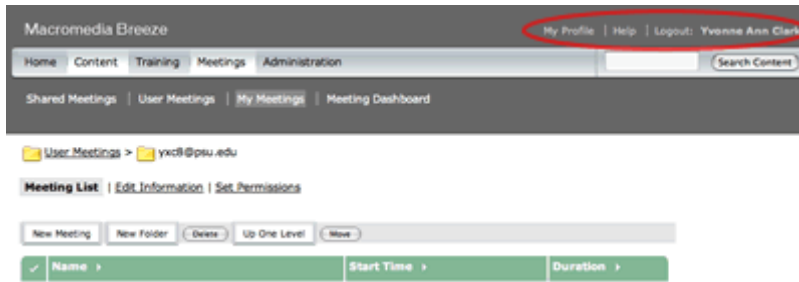 Macromedia Breeze My Profile | Help | Logout: Yvonne Ann Clark
Home Content Training Meetings Administration Search Content
Shared Meetings | User Meetings | My Meetings | Meeting Dashboard
User Meetings > yxc8@psu.edu
Meeting List | Edit Information | Set Permissions
New Meeting New Folder Delete Up One Level Move
Name Start Time Duration